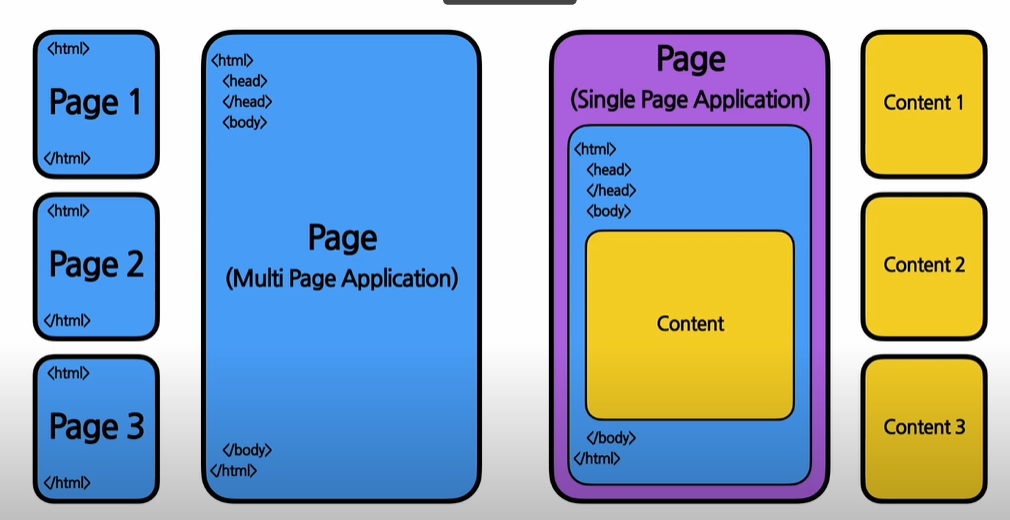 <html>
Page 1
</html>
<html>
Page 2
</html>
<html>
Page 3
</html>
<html>
<head>
</head>
<body>
Page
(Multi Page Application)
</body>
</html>
Page
(Single Page Application)
<html>
<head>
</head>
<body>
Content
</body>
</html>
Content 1
Content 2
Content 3